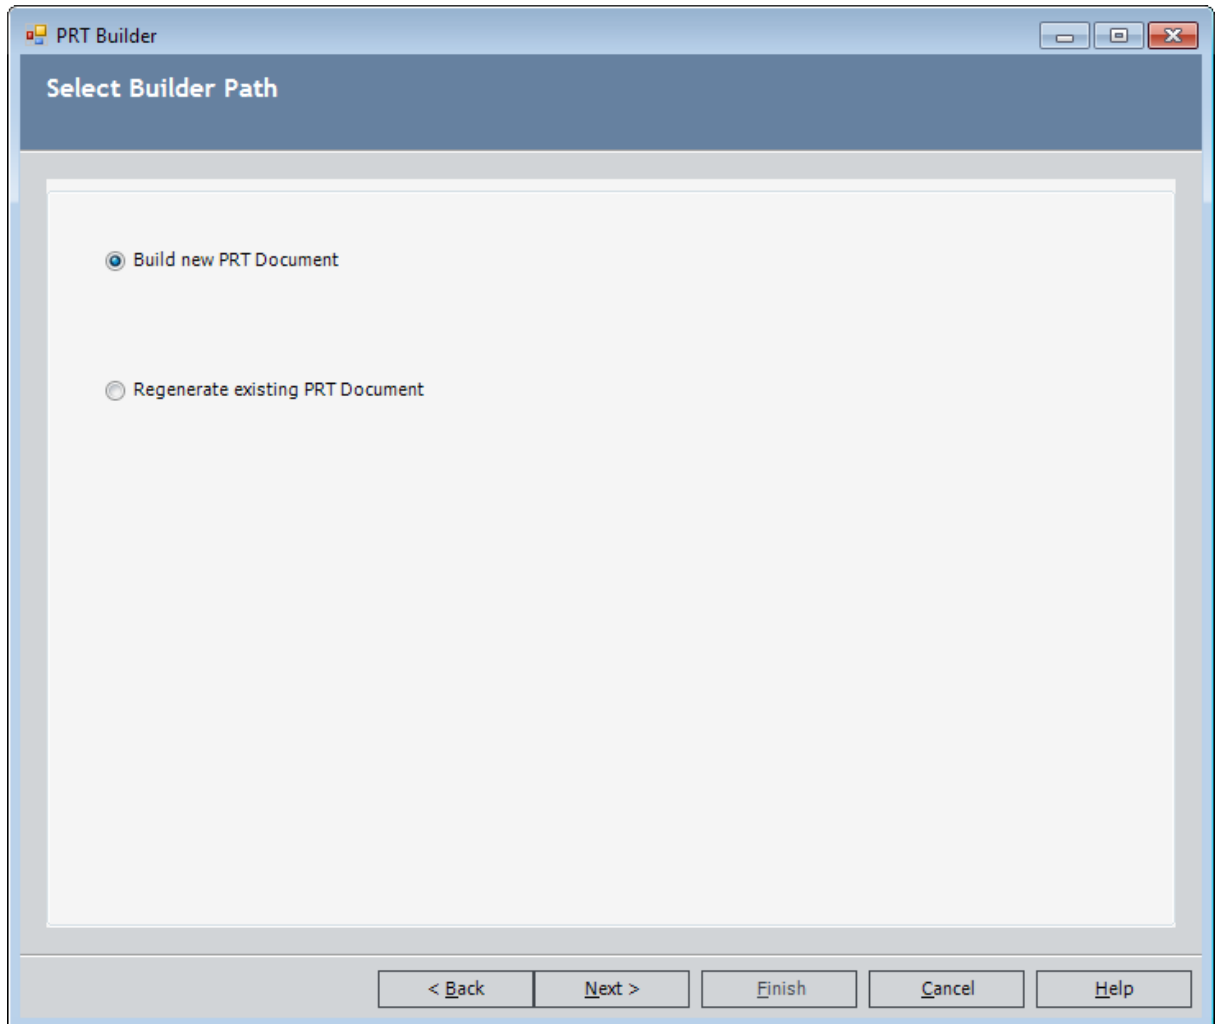 PRT Builder
Select Builder Path
Build new PRT Document
Regenerate existing PRT Document
< Back Next > Finish Cancel Help